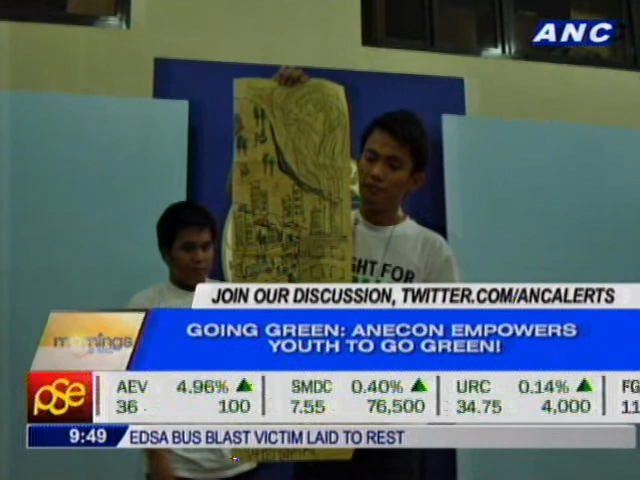 ANC
GHT FOR
JOIN OUR DISCUSSION, TWITTER.COM/ANCALERTS
mornings
GOING GREEN: ANECON EMPOWERS
YOUTH TO GO GREEN!
pse
AEV 4.96% SMDC 0.40% URC 0.14% FG
36 100 7.55 76,500 34.75 4,000 11
9:49 EDSA BUS BLAST VICTIM LAID TO REST